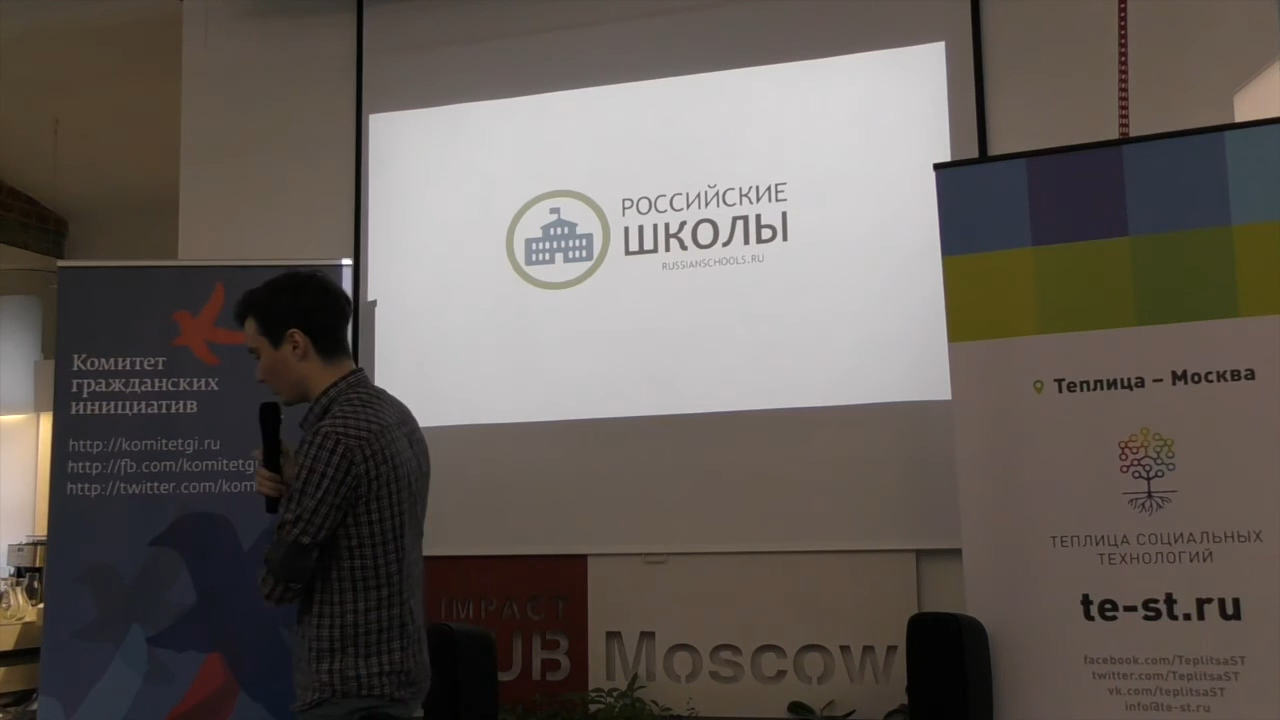 РОССИЙСКИЕ
ШКОЛЫ
RUSSIANSCHOOLS.RU
Комитет
гражданских
инициатив
http://komitetgi.ru
http://fb.com/komitetgi
http://twitter.com/kom
Теплица – Москва
ТЕПЛИЦА СОЦИАЛЬНЫХ
ТЕХНОЛОГИЙ
te-st.ru
facebook.com/TeplitsaST
twitter.com/TeplitsaST
vk.com/teplitsaST
info@te-st.ru
IMPACT
UB Moscow